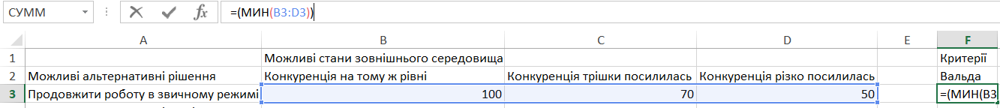 СУММ =(МИН(B3:D3))
A B C D E F
1 Можливі стани зовнішнього середовища Критерії
2 Можливі альтернативні рішення Конкуренція на тому ж рівні Конкуренція трішки посилилась Конкуренція різко посилилась Вальда
3 Продовжити роботу в звичному режимі 100 70 50 =(МИН(B3